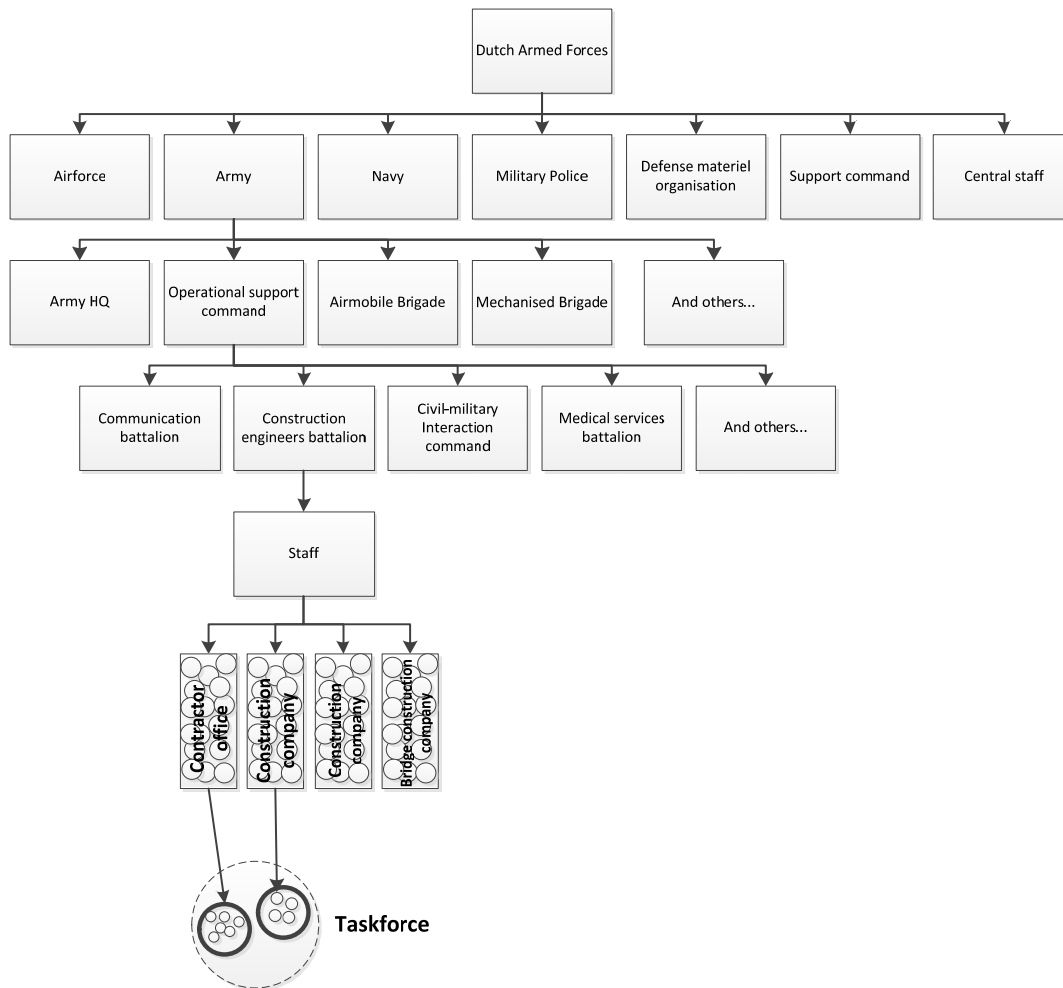 Dutch Armed Forces
Airforce
Army
Navy
Military Police
Defense materiel
organisation
Support command
Central staff
Army HQ
Operational support
command
Airmobile Brigade
Mechanised Brigade
And others...
Communication
battalion
Construction
engineers battalion
Civil-military
Interaction
command
Medical services
battalion
And others...
Staff
Contractor
office
Construction
company
Construction
company
Bridge construction
company
Taskforce